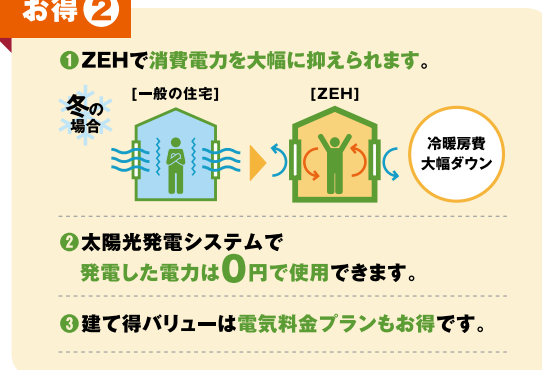 お得2
❶ZEHで消費電力を大幅に抑えられます。
冬の
場合
[一般の住宅]
[ZEH]
冷暖房費
大幅ダウン
❷太陽光発電システムで
発電した電力は0円で使用できます。
❸建て得バリューは電気料金プランもお得です。